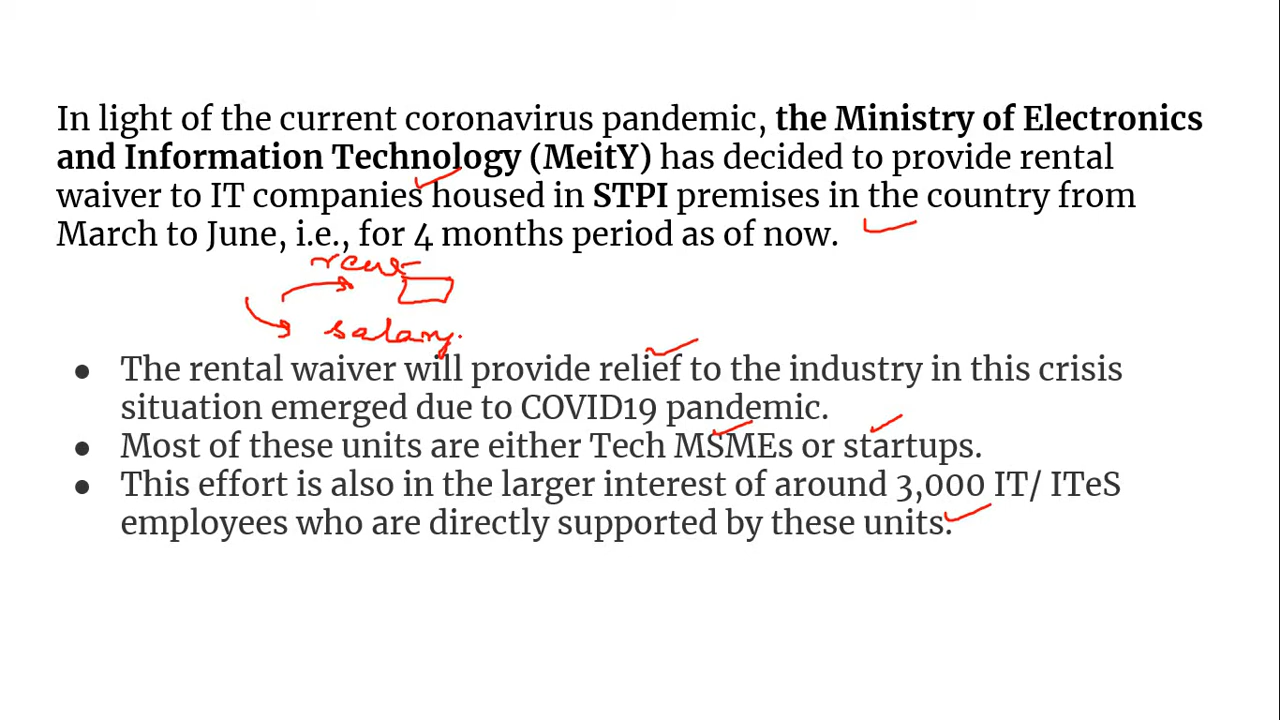 In light of the current coronavirus pandemic, the Ministry of Electronics
and Information Technology (MeitY) has decided to provide rental
waiver to IT companies housed in STPI premises in the country from
March to June, i.e., for 4 months period as of now.
rent
salary.
● The rental waiver will provide relief to the industry in this crisis
situation emerged due to COVID19 pandemic.
● Most of these units are either Tech MSMEs or startups.
● This effort is also in the larger interest of around 3,000 IT/ ITeS
employees who are directly supported by these units.